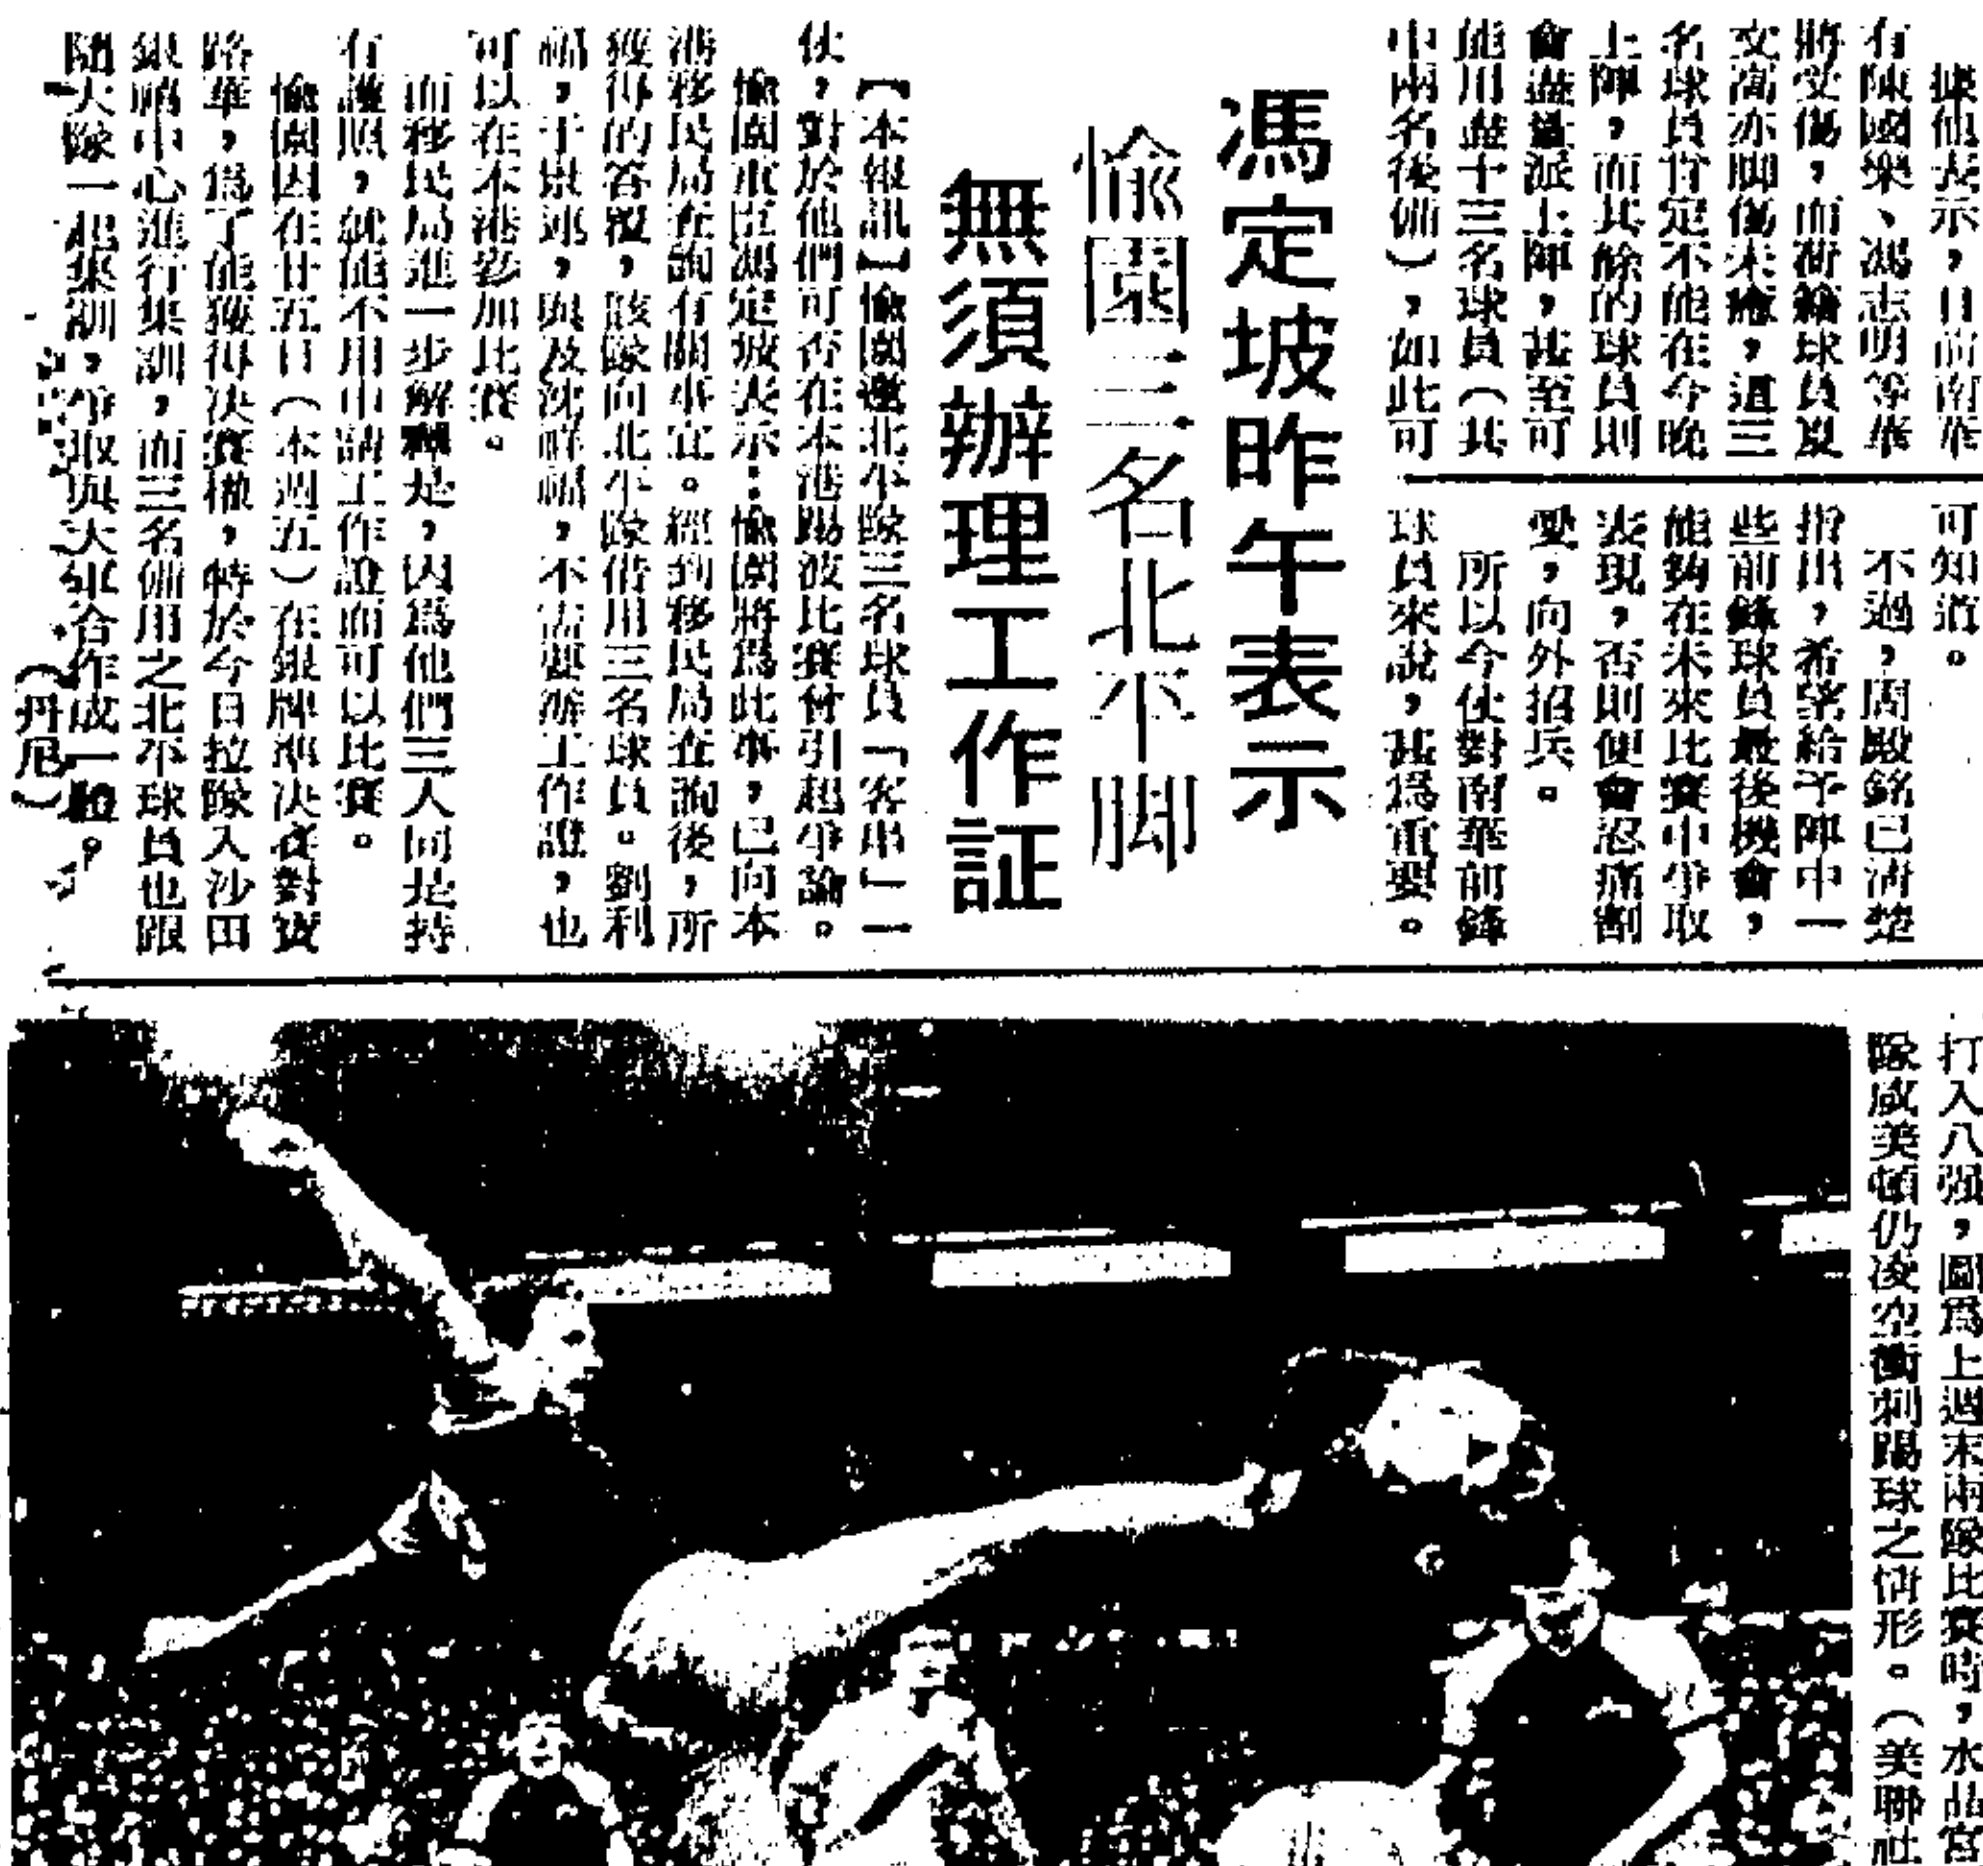 據他表示，目前南華
有陳國樂、馮志明等華
將受傷，而荷蘭球員夏
文高亦脚傷未癒，這三
名球員肯定不能在今晚
上陣，而其餘的球員則
會盡量派上陣，甚至可
能用盡十三名球員（其
中兩名後備），如此可
可知道。
不過，周殿銘已清楚
指出，希望給予陣中一
些前鋒球員最後機會，
能夠在未來比賽中爭取
表現，否則便會忍痛割
愛，向外招兵。
所以今仗對南華前鋒
球員來說，甚爲重要。
馮定坡昨午表示
愉園三名北平脚
無須辦理工作証
【本報訊】愉園邀北平隊三名球員「客串」一
伙，對於他們可否在本港踢波比賽曾引起爭論。
愉園東主馮定坡表示：愉園將爲此事，已向本
港移民局查詢有關事宜。經到移民局查詢後，所
獲得的答覆，該隊向北平隊借用三名球員。劉利
福，于景連，與及沈祥福，不需要辦工作證，也
可以在本港參加比賽。
而移民局進一步解釋是，因爲他們三人同是持
有護照，就能不用申請工作證而可以比賽。
愉園因在廿五日（本週五）在銀牌準決賽對寶
路華，爲了能獲得決賽權，特於今日拉隊入沙田
銀禧中心進行集訓，而三名備用之北平球員也跟
隨大隊一起集訓，爭取與大軍合作成一體。
（丹尼）
打入八强，圖爲上週末兩隊比賽時，水晶宮
隊咸美頓仍凌空衝刺踢球之情形。（美聯社